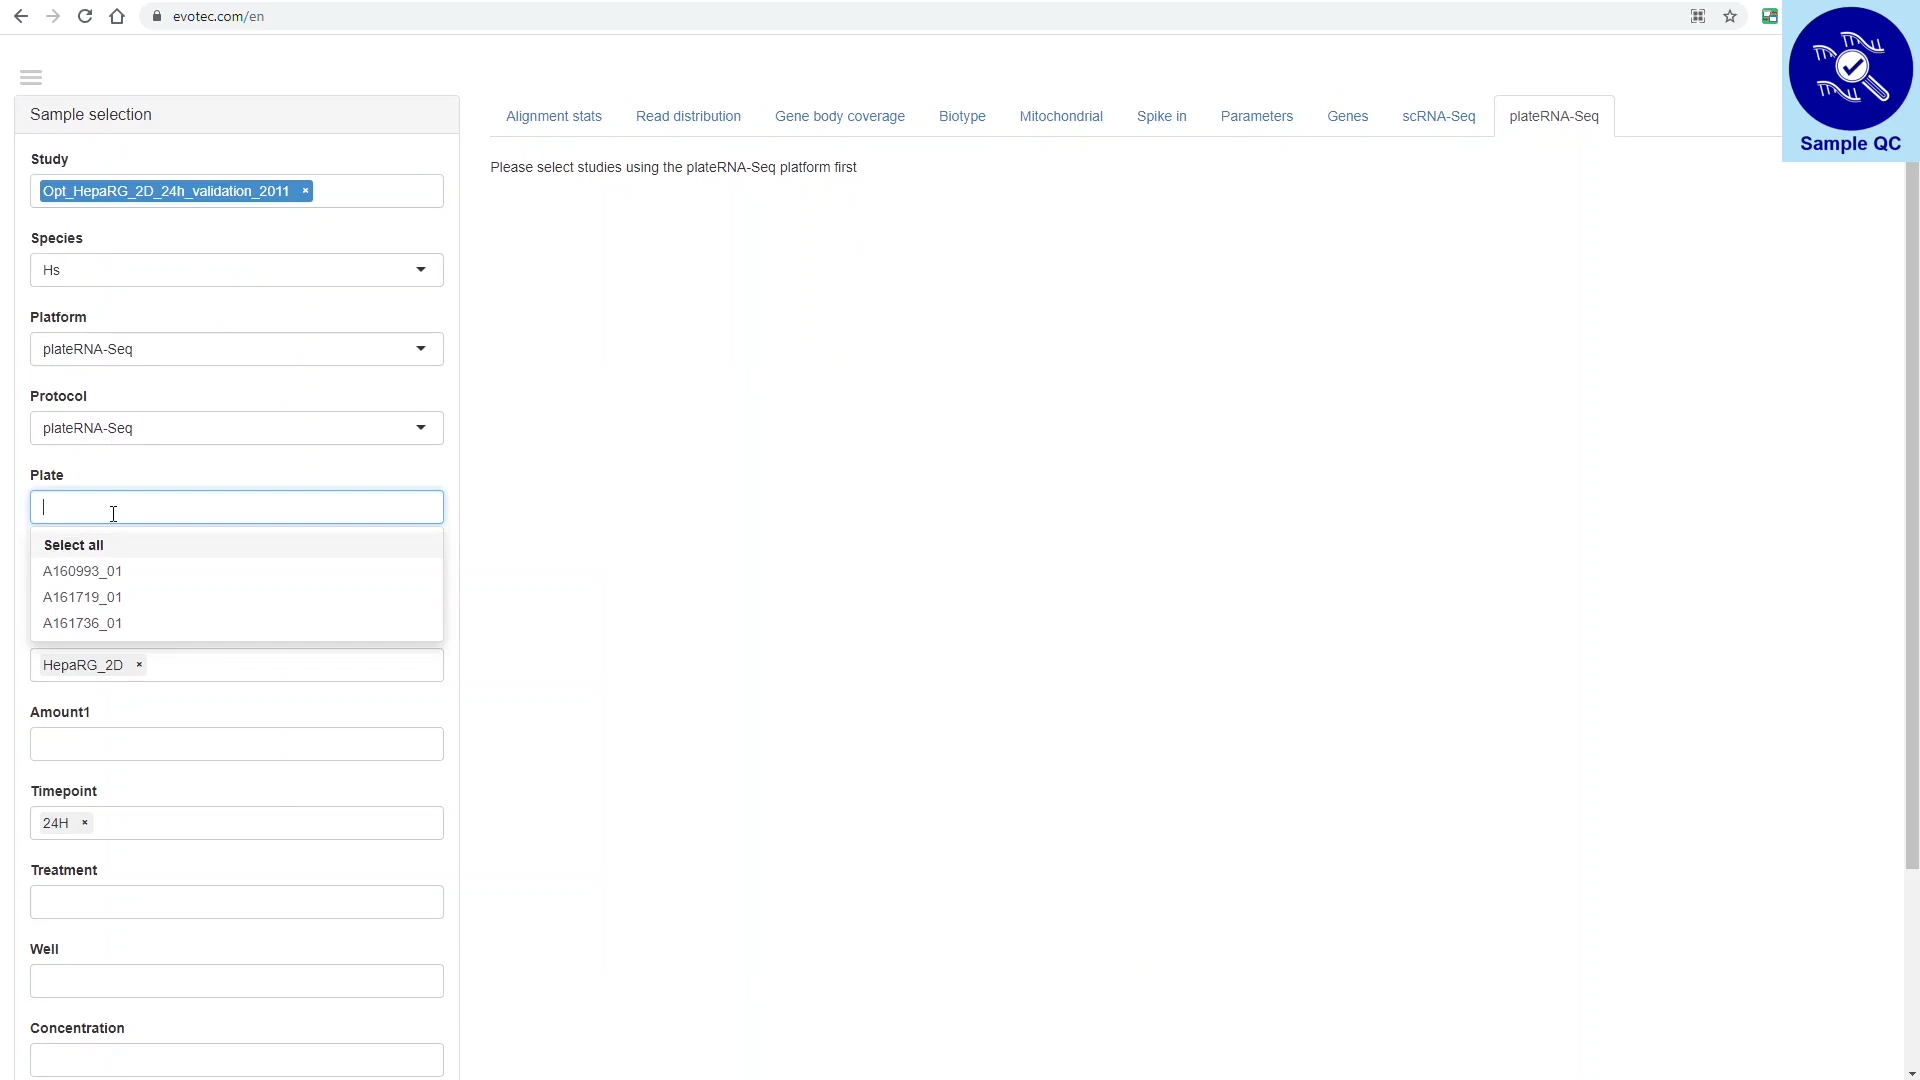 evotec.com/en
Sample QC
Sample selection
Alignment stats Read distribution Gene body coverage Biotype Mitochondrial Spike in Parameters Genes scRNA-Seq plateRNA-Seq
Please select studies using the plateRNA-Seq platform first
Study
Opt_HepaRG_2D_24h_validation_2011 ×
Species
Hs
Platform
plateRNA-Seq
Protocol
plateRNA-Seq
Plate
Select all
A160993_01
A161719_01
A161736_01
HepaRG_2D ×
Amount1
Timepoint
24H ×
Treatment
Well
Concentration